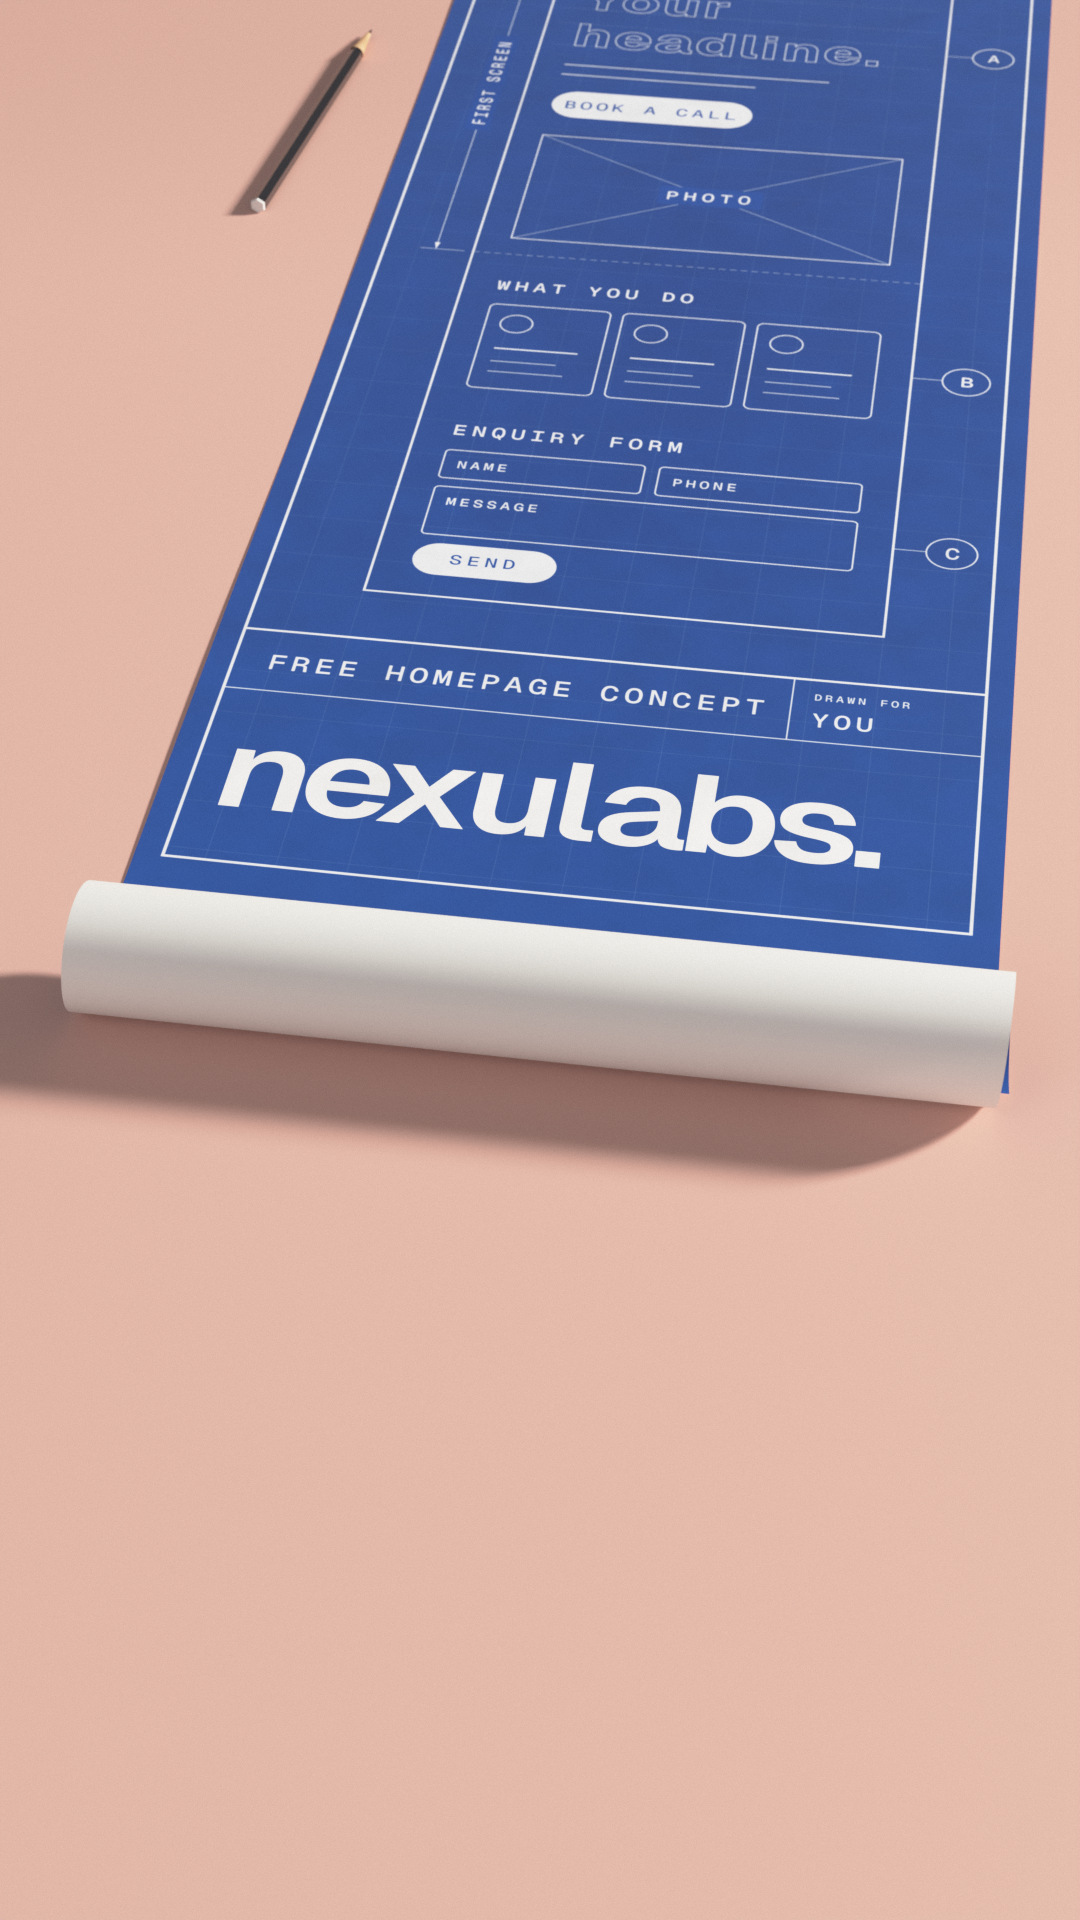 Your
headline.
FIRST SCREEN
A
BOOK A CALL
PHOTO
WHAT YOU DO
B
ENQUIRY FORM
NAME
PHONE
MESSAGE
C
SEND
FREE HOMEPAGE CONCEPT
DRAWN FOR
YOU
nexulabs.